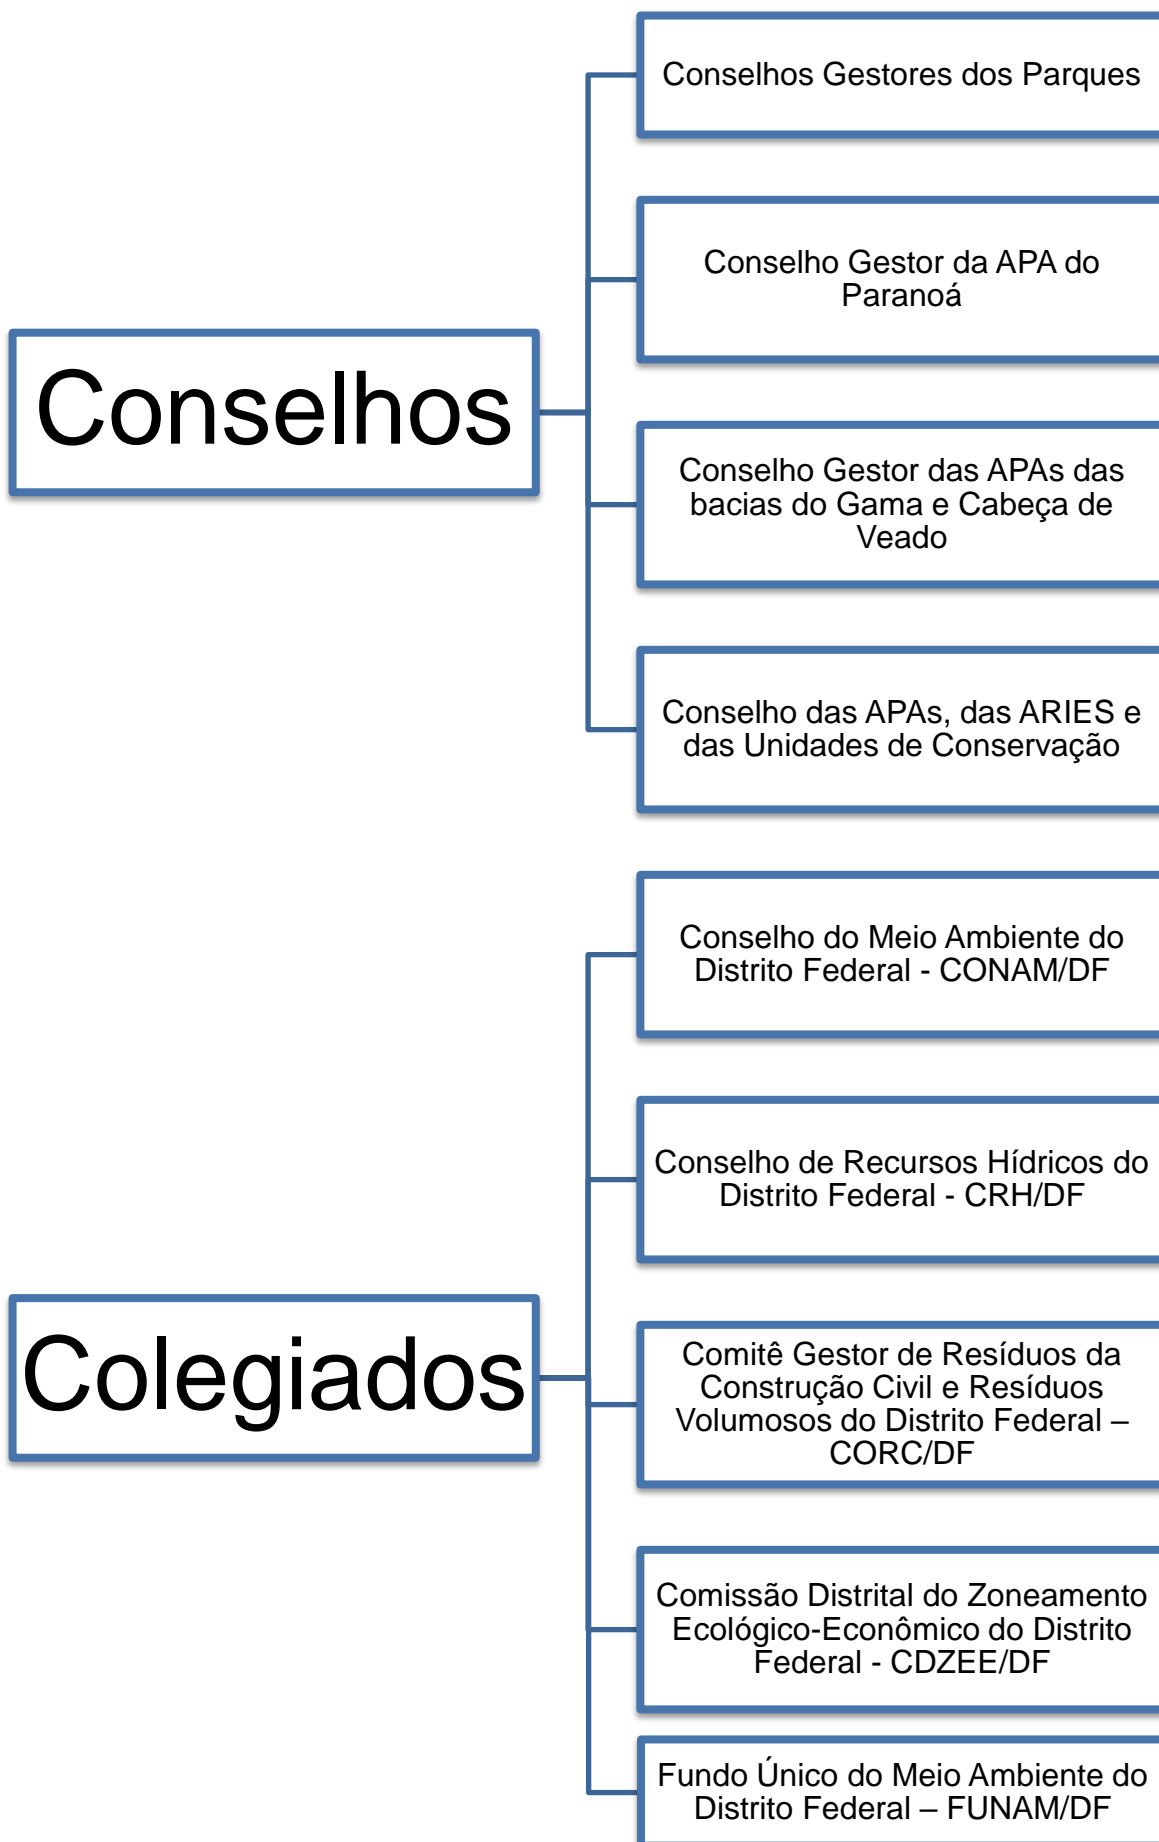 Conselhos
Conselhos Gestores dos Parques
Conselho Gestor da APA do
Paranoá
Conselho Gestor das APAs das
bacias do Gama e Cabeça de
Veado
Conselho das APAs, das ARIES e
das Unidades de Conservação
Colegiados
Conselho do Meio Ambiente do
Distrito Federal - CONAM/DF
Conselho de Recursos Hídricos do
Distrito Federal - CRH/DF
Comitê Gestor de Resíduos da
Construção Civil e Resíduos
Volumosos do Distrito Federal –
CORC/DF
Comissão Distrital do Zoneamento
Ecológico-Econômico do Distrito
Federal - CDZEE/DF
Fundo Único do Meio Ambiente do
Distrito Federal – FUNAM/DF